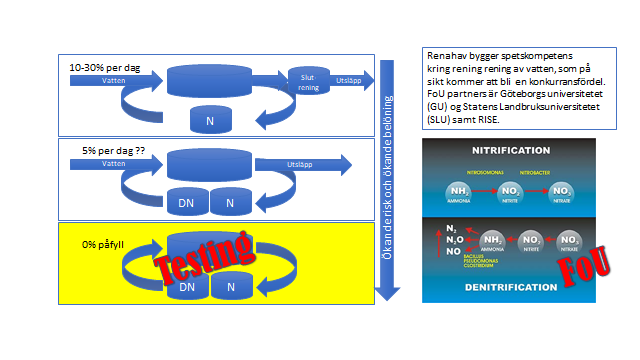 10-30% per dag
Vatten
Slut
rening
Utsläpp
N
5% per dag ??
Vatten
Utsläpp
DN
N
0% påfyll
Testing
DN
N
Ökande risk och ökande belöning
Renahav bygger spetskompetens
kring rening rening av vatten, som på
sikt kommer att bli en konkurransfördel.
FoU partners är Göteborgs universitetet
(GU) og Statens Landbruksuniversitetet
(SLU) samt RISE.
NITRIFICATION
NITROSOMONAS
NITROBACTER
NH₃
NO₂
NO₃
AMMONIA
NITRITE
NITRATE
N₂
N₂O
NO
NH₃
NO₂
NO₃
AMMONIA
NITRITE
NITRATE
BACILLUS
PSEUDOMONAS
CLOSTRIDIUM
FoU
DENITRIFICATION